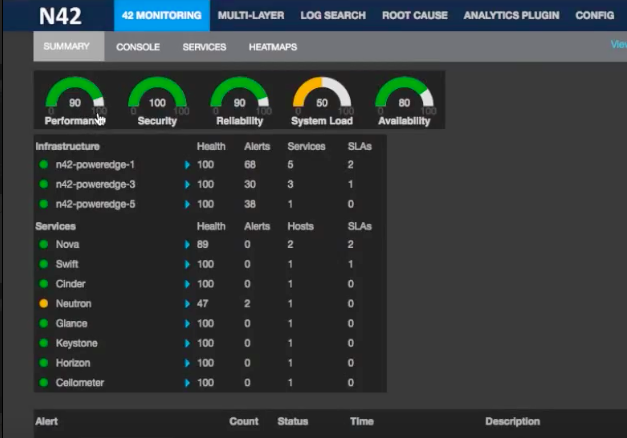 N42 42 MONITORING MULTI-LAYER LOG SEARCH ROOT CAUSE ANALYTICS PLUGIN CONFIG
SUMMARY CONSOLE SERVICES HEATMAPS
90 100 90 50 80
0 100 0 100 0 100 0 100 0 100
Performance Security Reliability System Load Availability
Infrastructure Health Alerts Services SLAs
n42-poweredge-1 100 68 5 2
n42-poweredge-3 100 30 3 1
n42-poweredge-5 100 38 1 0
Services Health Alerts Hosts SLAs
Nova 89 0 2 2
Swift 100 0 1 1
Cinder 100 0 1 0
Neutron 47 2 1 0
Glance 100 0 1 0
Keystone 100 0 1 0
Horizon 100 0 1 0
Ceilometer 100 0 1 0
Alert Count Status Time Description